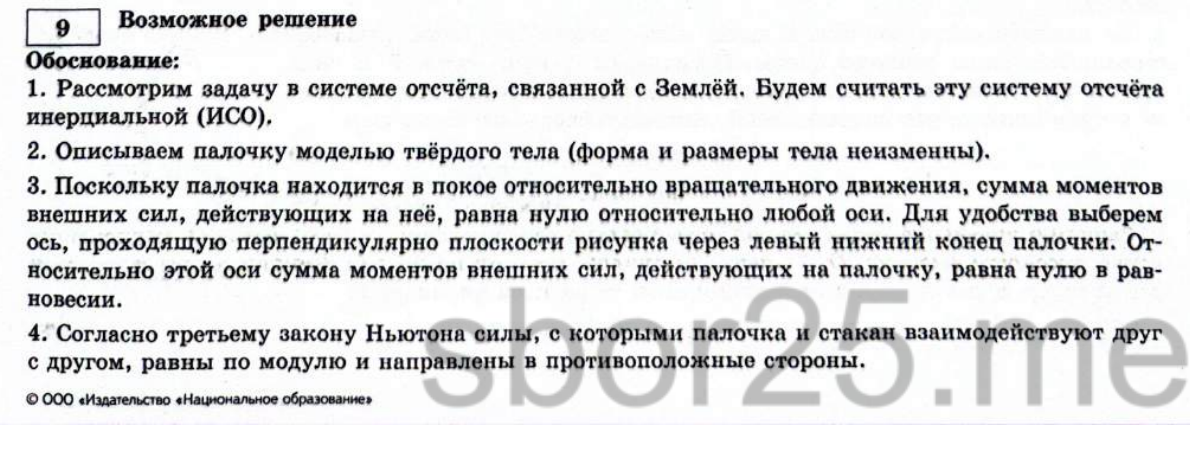 9 Возможное решение
Обоснование:
1. Рассмотрим задачу в системе отсчёта, связанной с Землёй. Будем считать эту систему отсчёта
инерциальной (ИСО).
2. Описываем палочку моделью твёрдого тела (форма и размеры тела неизменны).
3. Поскольку палочка находится в покое относительно вращательного движения, сумма моментов
внешних сил, действующих на неё, равна нулю относительно любой оси. Для удобства выберем
ось, проходящую перпендикулярно плоскости рисунка через левый нижний конец палочки. От-
носительно этой оси сумма моментов внешних сил, действующих на палочку, равна нулю в рав-
новесии.
4. Согласно третьему закону Ньютона силы, с которыми палочка и стакан взаимодействуют друг
с другом, равны по модулю и направлены в противоположные стороны.
sbor25.me
© ООО «Издательство «Национальное образование»